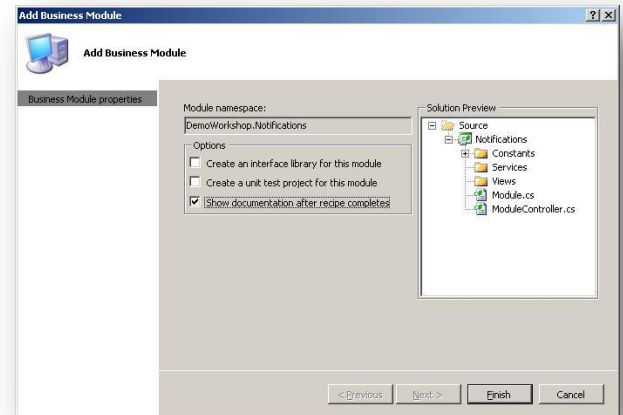 Add Business Module
Add Business Module
Business Module properties
Module namespace:
DemoWorkshop.Notifications
Options
Create an interface library for this module
Create a unit test project for this module
Show documentation after recipe completes
Solution Preview
Source
Notifications
Constants
Services
Views
Module.cs
ModuleController.cs
< Previous
Next >
Finish
Cancel